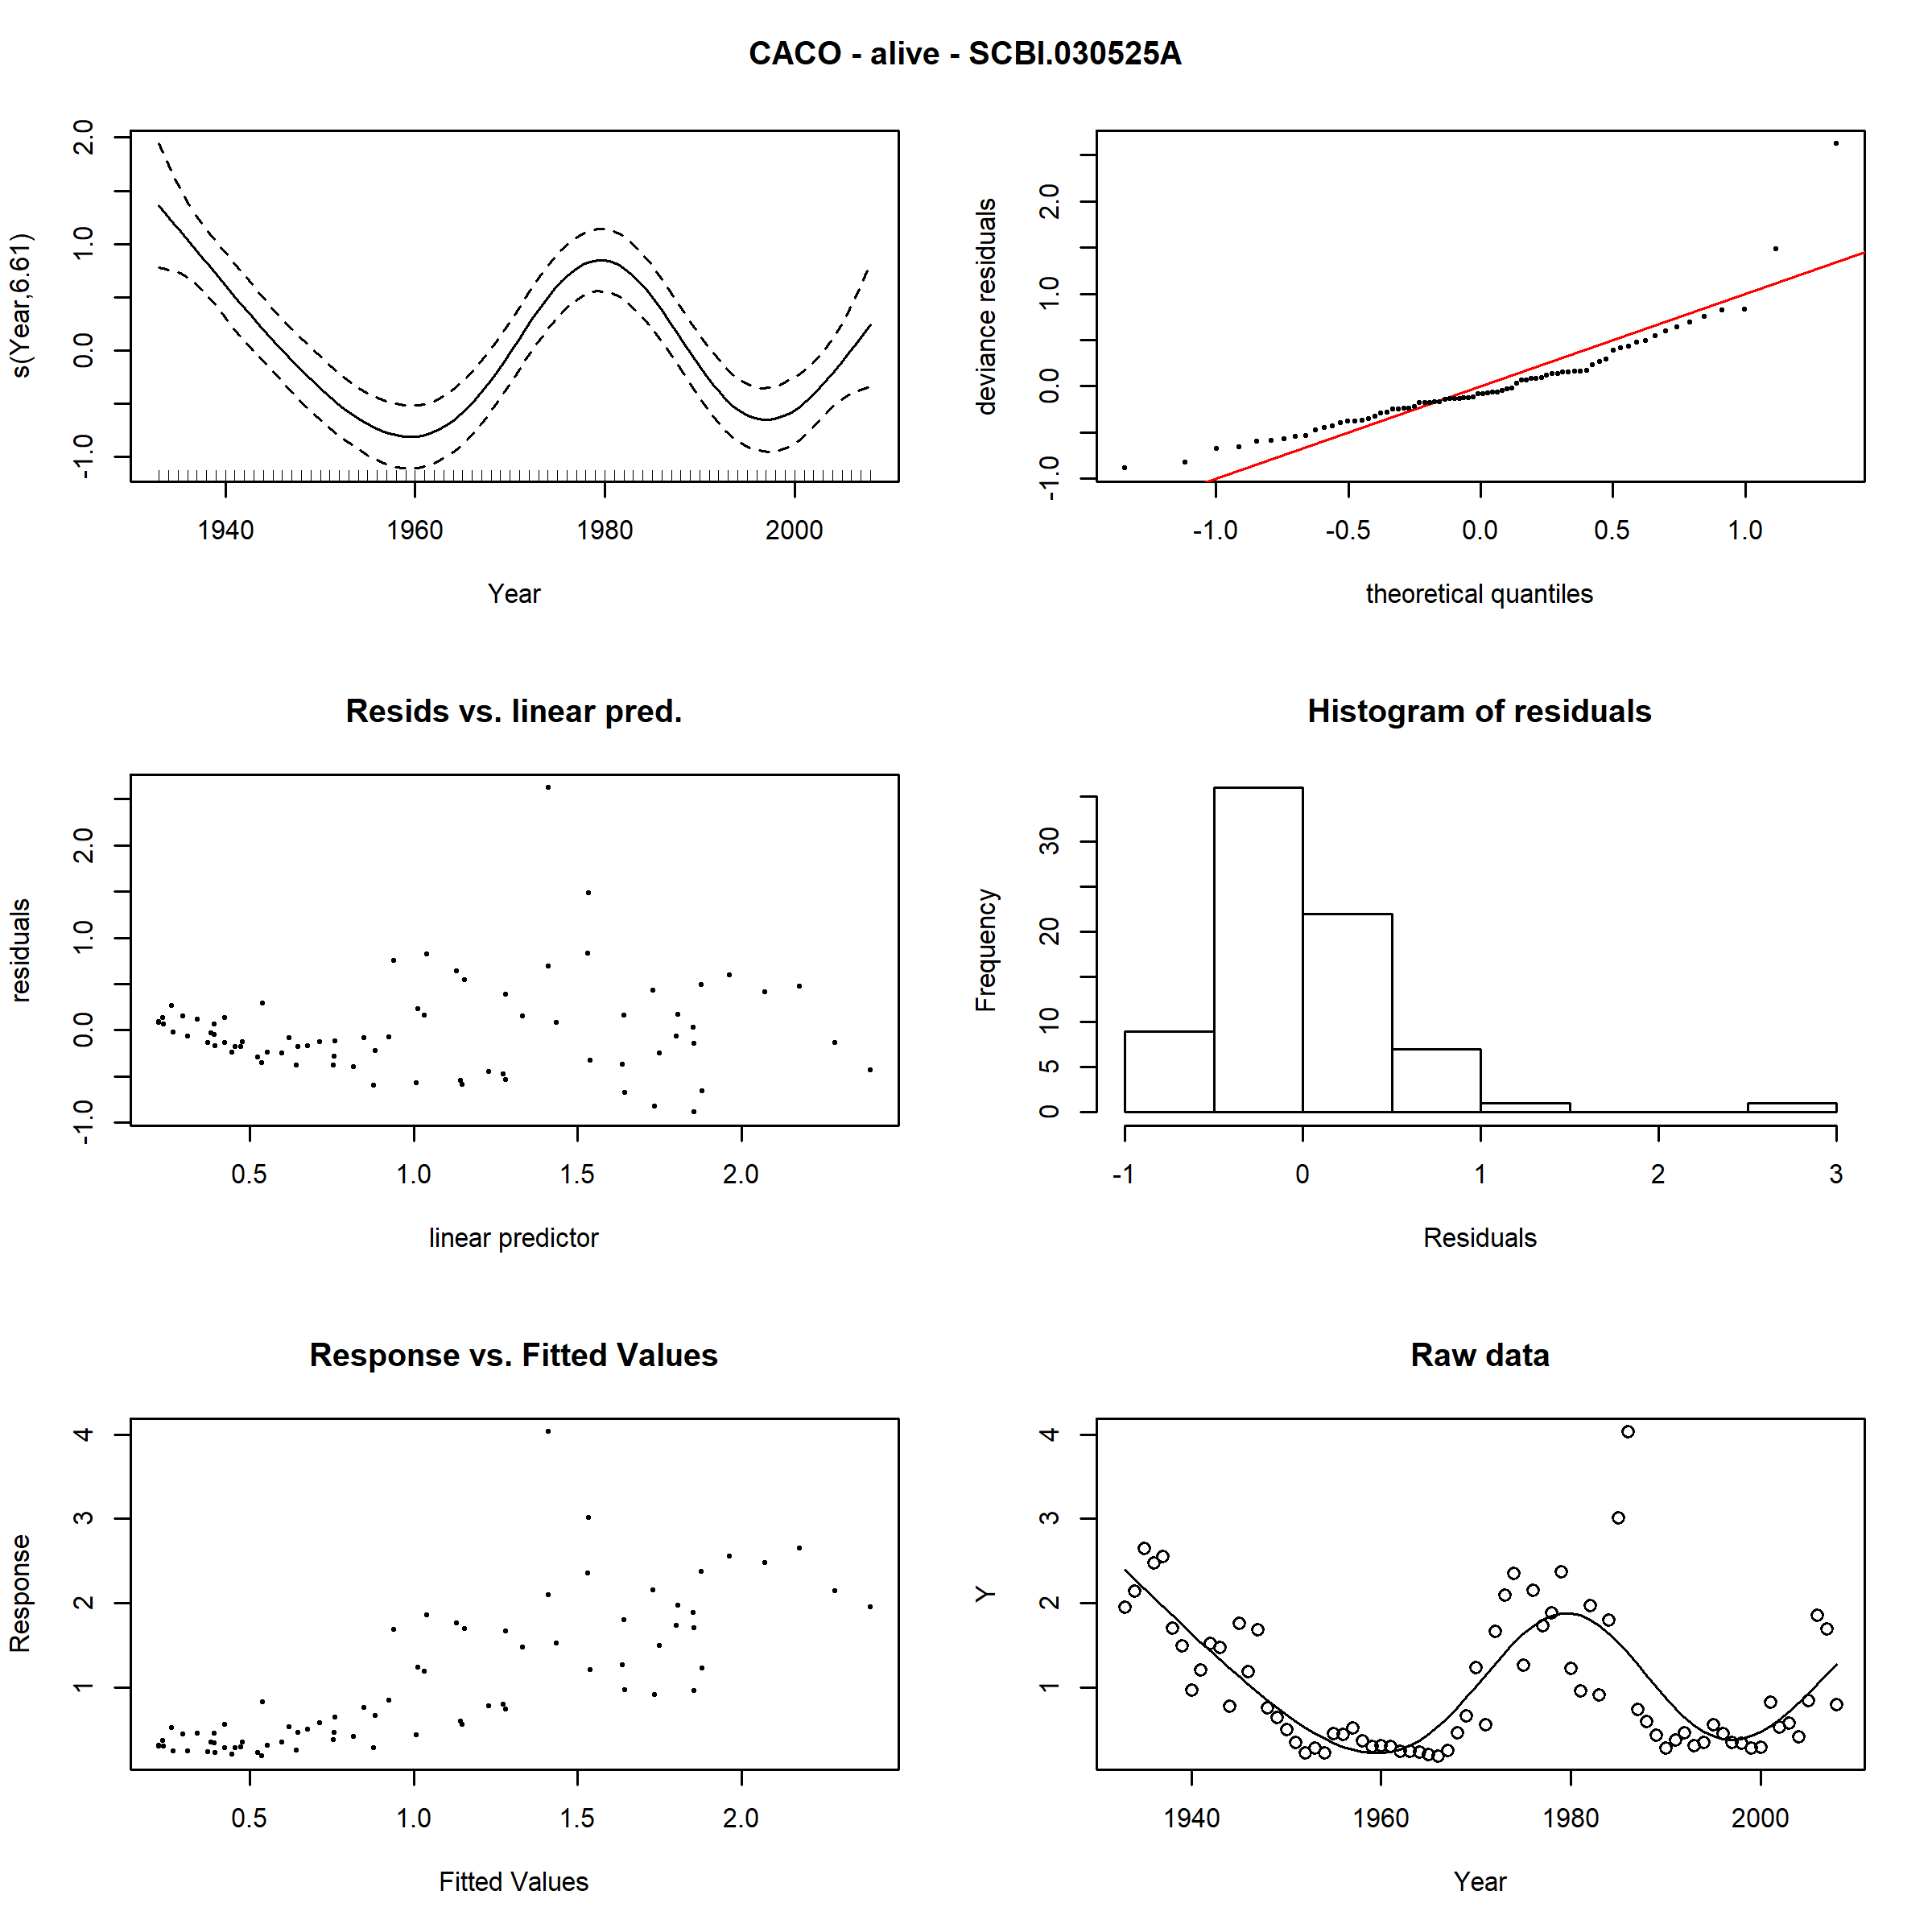 CACO - alive - SCBI.030525A
s(Year,6.61)
2.0
1.0
0.0
-1.0
1940 1960 1980 2000
Year
deviance residuals
2.0
1.0
0.0
-1.0
-1.0 -0.5 0.0 0.5 1.0
theoretical quantiles
Resids vs. linear pred.
residuals
2.0
1.0
0.0
-1.0
0.5 1.0 1.5 2.0
linear predictor
Histogram of residuals
Frequency
30
20
10
5
0
-1 0 1 2 3
Residuals
Response vs. Fitted Values
Response
4
3
2
1
0.5 1.0 1.5 2.0
Fitted Values
Raw data
Y
4
3
2
1
1940 1960 1980 2000
Year